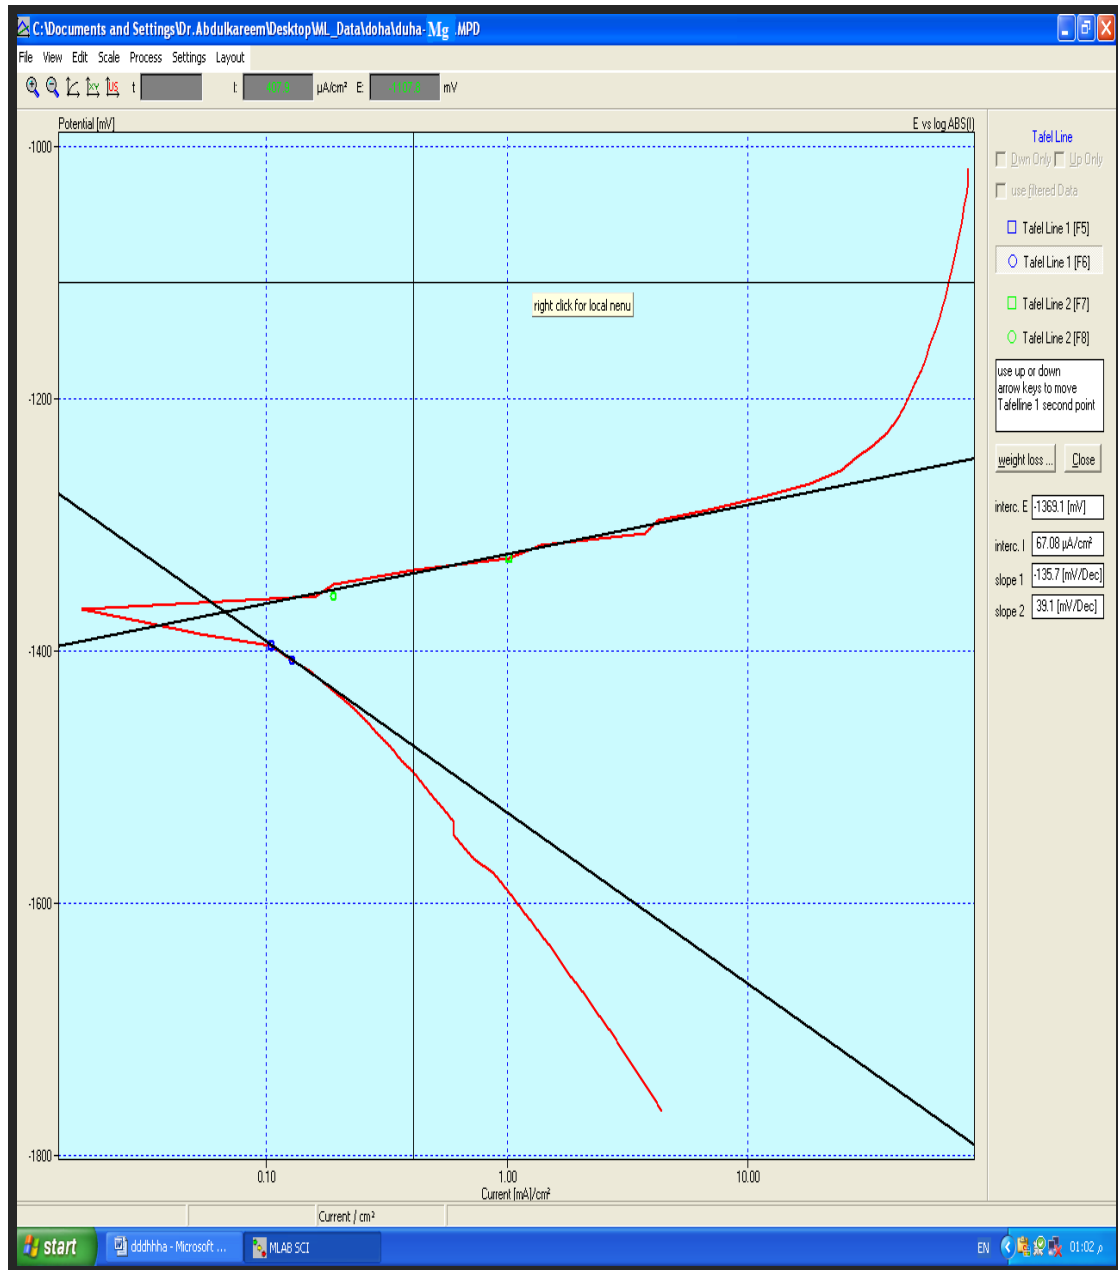 C:\Documents and Settings\Dr.Abdulkareem\Desktop\ML_Data\doha\duha-Mg .MPD
File View Edit Scale Process Settings Layout
t I: 407.9 µA/cm² E: -1107.8 mV
Potential [mV] E vs log ABS(I)
-1000
-1200
-1400
-1600
-1800
0.10 1.00 10.00
Current [mA]/cm²
right click for local nenu
Tafel Line
Dwn Only Up Only
use filtered Data
Tafel Line 1 [F5]
Tafel Line 1 [F6]
Tafel Line 2 [F7]
Tafel Line 2 [F8]
use up or down
arrow keys to move
Tafelline 1 second point
weight loss ... Close
interc. E -1369.1 [mV]
interc. I 67.08 µA/cm²
slope 1 -135.7 [mV/Dec]
slope 2 39.1 [mV/Dec]
Current / cm²
start dddhhha - Microsoft ... MLAB SCI EN 01:02 م